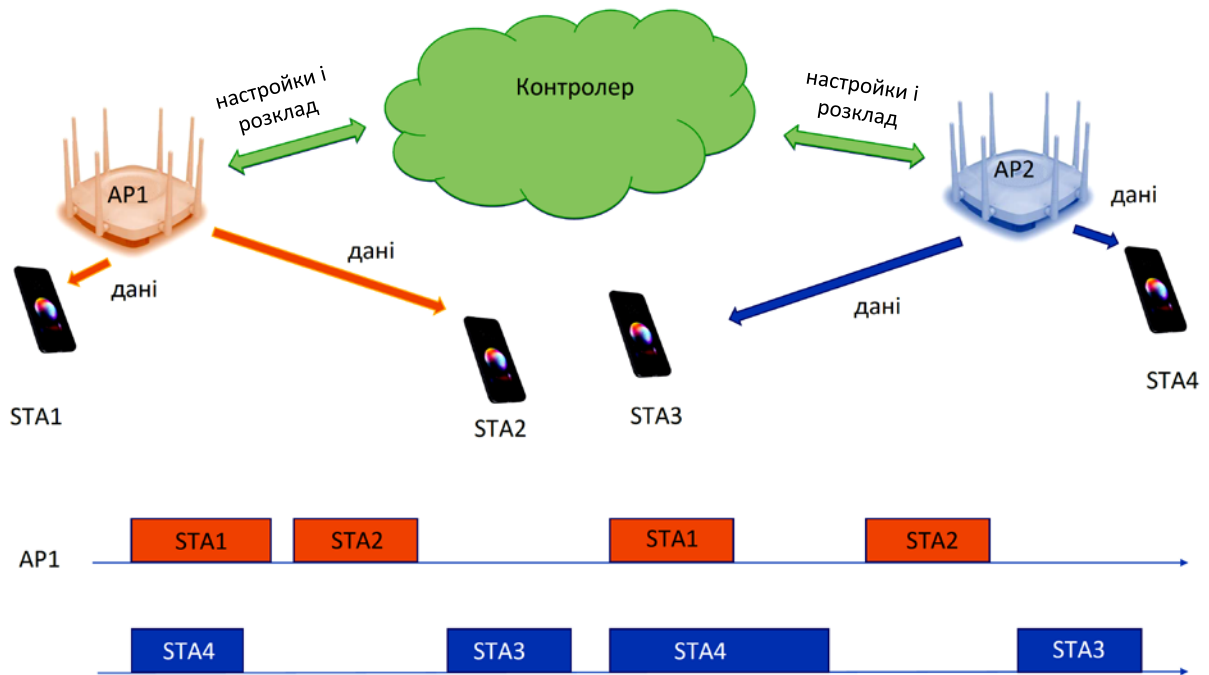 настройки і
розклад
Контролер
настройки і
розклад
AP1
AP2
дані
дані
дані
дані
STA1
STA2
STA3
STA4
AP1
STA1
STA2
STA1
STA2
STA4
STA3
STA4
STA3